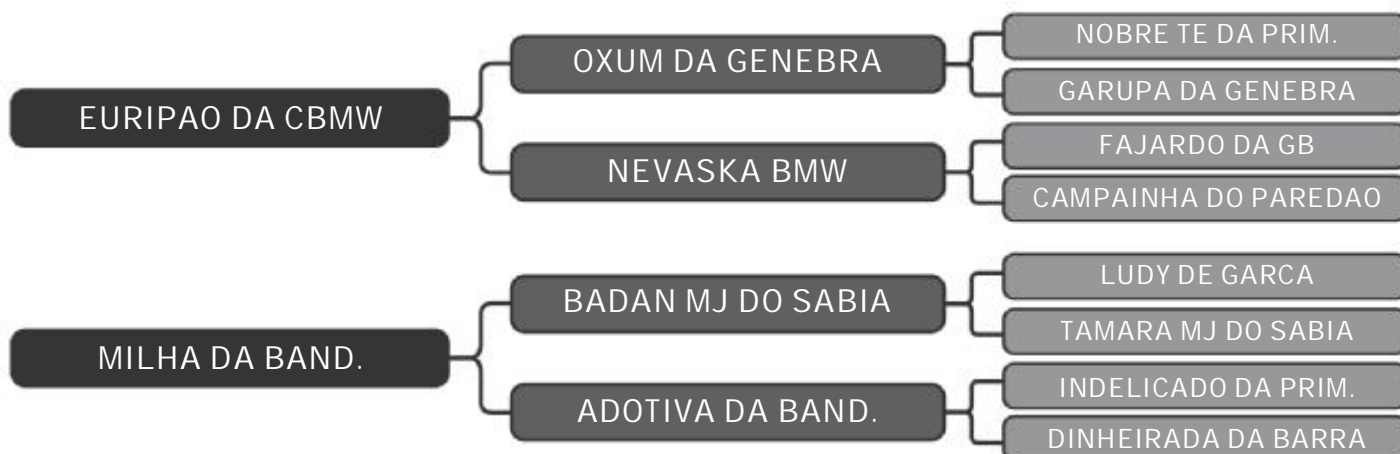 NOBRE TE DA PRIM.
OXUM DA GENEBRA
GARUPA DA GENEBRA
EURIPAO DA CBMW
FAJARDO DA GB
NEVASKA BMW
CAMPAINHA DO PAREDAO
LUDY DE GARCA
BADAN MJ DO SABIA
TAMARA MJ DO SABIA
MILHA DA BAND.
INDELICADO DA PRIM.
ADOTIVA DA BAND.
DINHEIRADA DA BARRA